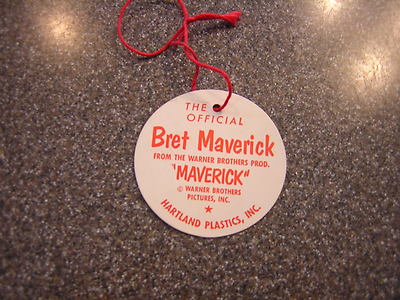 THE
OFFICIAL
Bret Maverick
FROM THE WARNER BROTHERS PROD.
"MAVERICK"
© WARNER BROTHERS
PICTURES, INC.
★
HARTLAND PLASTICS, INC.